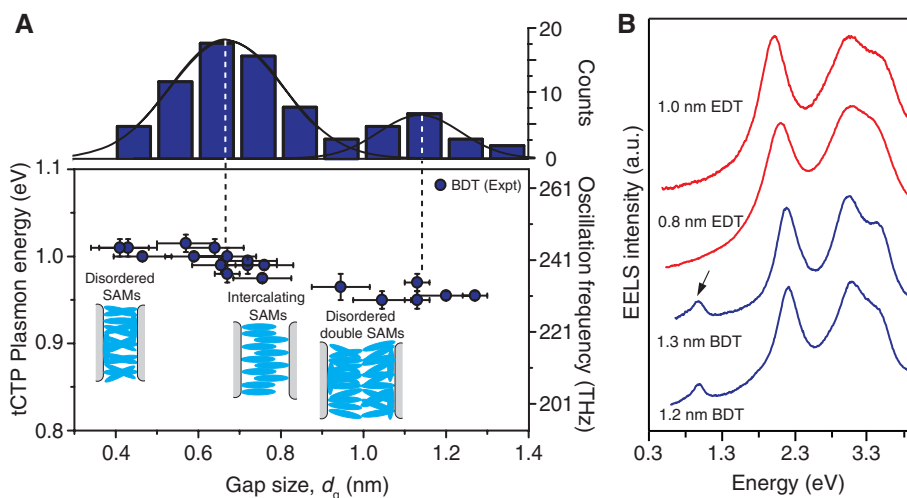 A
20
15
10
5
0
Counts
1.1
1.0
0.9
0.8
tCTP Plasmon energy (eV)
BDT (Expt)
261
241
221
201
Oscillation frequency (THz)
Disordered
SAMs
Intercalating
SAMs
Disordered
double SAMs
0.4 0.6 0.8 1.0 1.2 1.4
Gap size, dg (nm)
B
EELS intensity (a.u.)
1.0 nm EDT
0.8 nm EDT
1.3 nm BDT
1.2 nm BDT
0.3 1.3 2.3 3.3
Energy (eV)